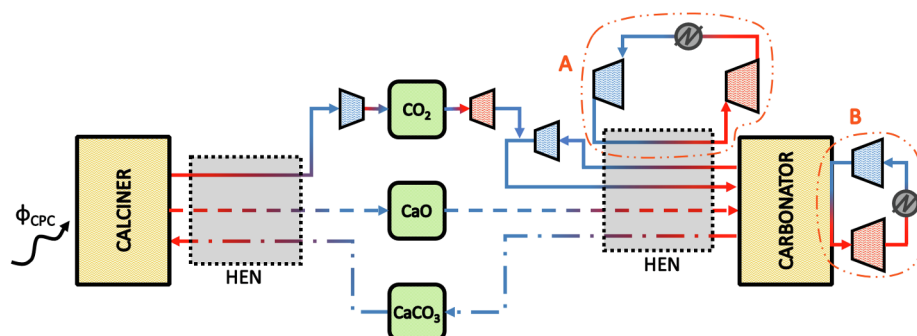 A
CO2
B
CALCINER
CARBONATOR
ΦCPC
CaO
HEN
HEN
CaCO3